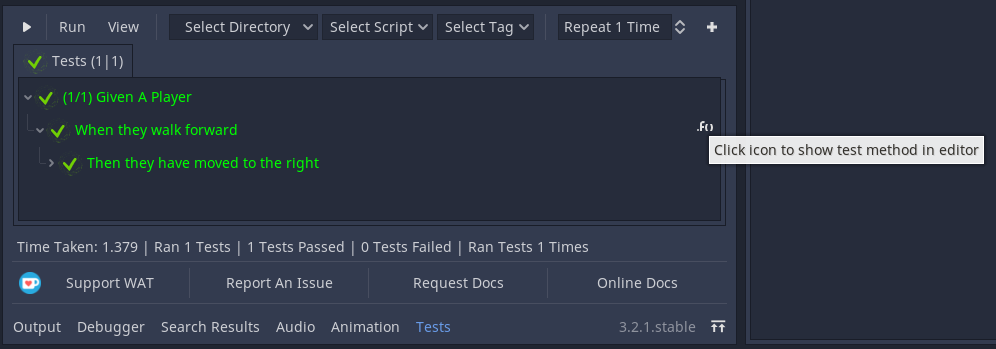 Run View Select Directory Select Script Select Tag Repeat 1 Time
Tests (1|1)
(1/1) Given A Player
When they walk forward
Then they have moved to the right
Click icon to show test method in editor
Time Taken: 1.379 | Ran 1 Tests | 1 Tests Passed | 0 Tests Failed | Ran Tests 1 Times
Support WAT Report An Issue Request Docs Online Docs
Output Debugger Search Results Audio Animation Tests 3.2.1.stable